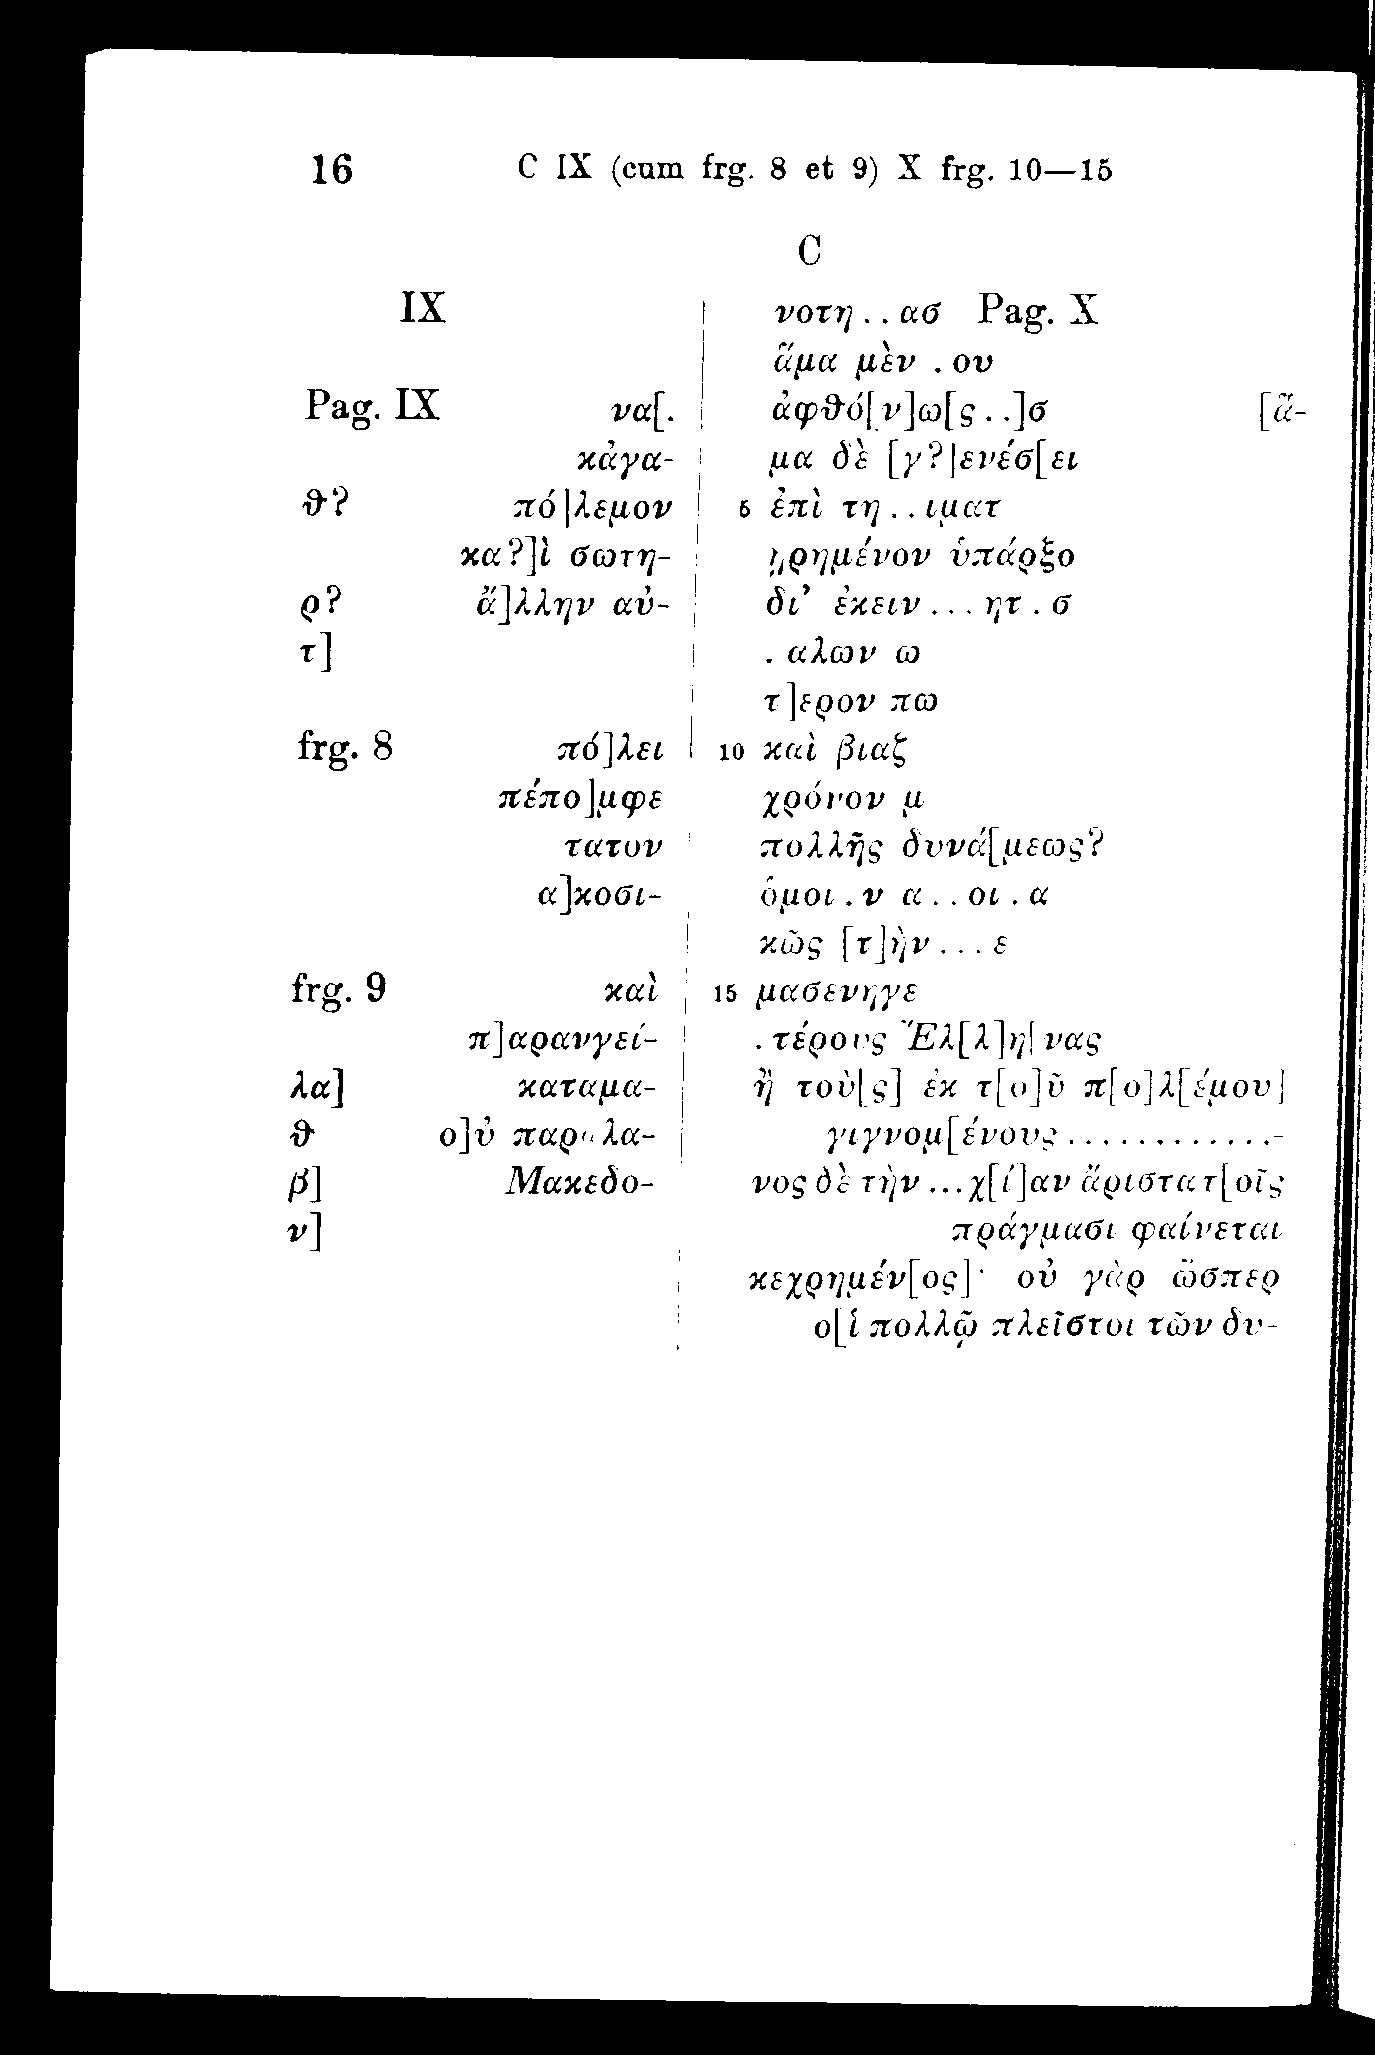 16 C IX (cum frg. 8 et 9) X frg. 10—15
C
IX
Pag. IX να[.
κἀγα-
θ? πό]λεμον
κα?]ὶ σωτη-
ρ? ἄ]λλην αὐ-
τ]
frg. 8 πό]λει
πέπο]μφε
τατον
α]κοσι-
frg. 9 καὶ
π]αρανγεί-
λα] καταμα-
θ ο]ὐ παραλα-
β] Μακεδο-
ν]
νοτη . . ασ Pag. X
ἅμα μὲν . ου
ἀφθό[ν]ω[ς . .]σ [ἅ-
μα δὲ [γ?]ενέσ[ει
5 ἐπὶ τη . . ιματ
ῃρημένον ὑπάρξο
δι’ ἐκειν . . . ητ . σ
. αλων ω
τ]ερον πω
10 καὶ βιαζ
χρόνον μ
πολλῆς δυνά[μεως?
ὁμοι . ν α . . οι . α
κῶς [τ]ὴν . . . ε
15 μασενηγε
. τέρους Ἕλ[λ]η[νας
ἢ τοὺ[ς] ἐκ τ[ο]ῦ π[ο]λ[έμου]
γιγνομ[ένους . . . . . . . . . . . .-
νος δὲ τὴν ... χ[ί]αν ἄριστα τ[οῖς
πράγμασι φαίνεται
κεχρημέν[ος]· οὐ γὰρ ὥσπερ
ο[ἱ πολλῷ πλεῖστοι τῶν δυ-